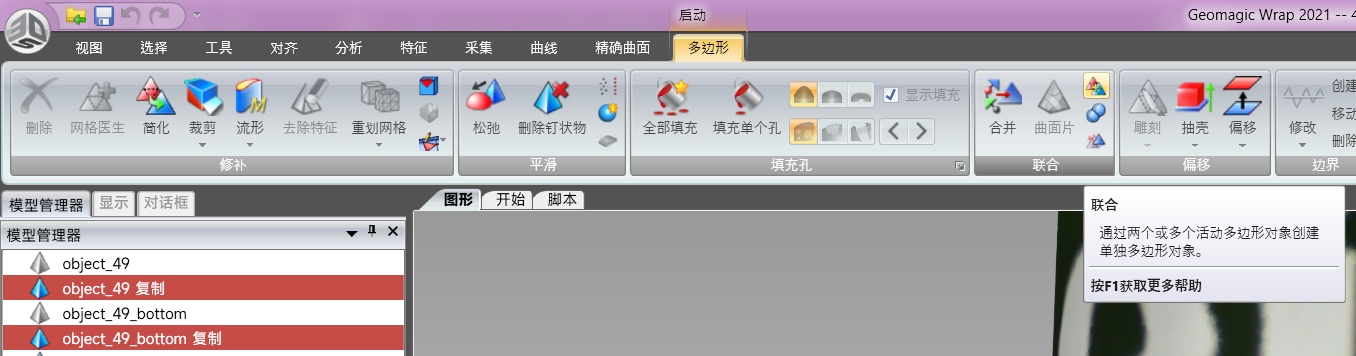 启动
Geomagic Wrap 2021 -- 4
视图 选择 工具 对齐 分析 特征 采集 曲线 精确曲面 多边形
删除 网格医生 简化 裁剪 流形 去除特征 重划网格
修补
松弛 删除钉状物
平滑
全部填充 填充单个孔 显示填充
填充孔
合并 曲面片
联合
雕刻 抽壳 偏移
偏移
修改 创建
移动
删除
边界
模型管理器 显示 对话框
图形 开始 脚本
模型管理器
object_49
object_49 复制
object_49_bottom
object_49_bottom 复制
联合
通过两个或多个活动多边形对象创建
单独多边形对象。
按F1获取更多帮助